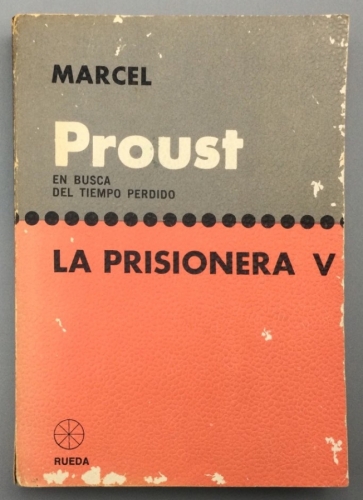 MARCEL
Proust
EN BUSCA
DEL TIEMPO PERDIDO
LA PRISIONERA V
RUEDA